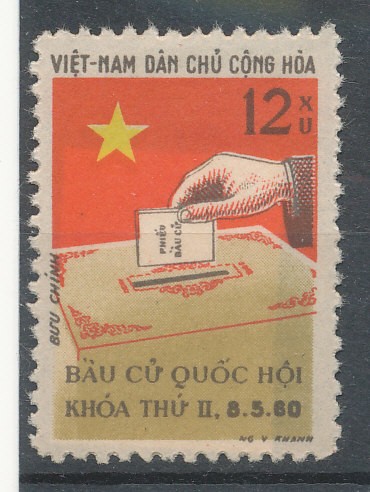 VIỆT-NAM DÂN CHỦ CỘNG HÒA
12 XU
PHIẾU
BẦU CỬ
BƯU CHÍNH
BẦU CỬ QUỐC HỘI
KHÓA THỨ II, 8.5.60
NG V KHANH